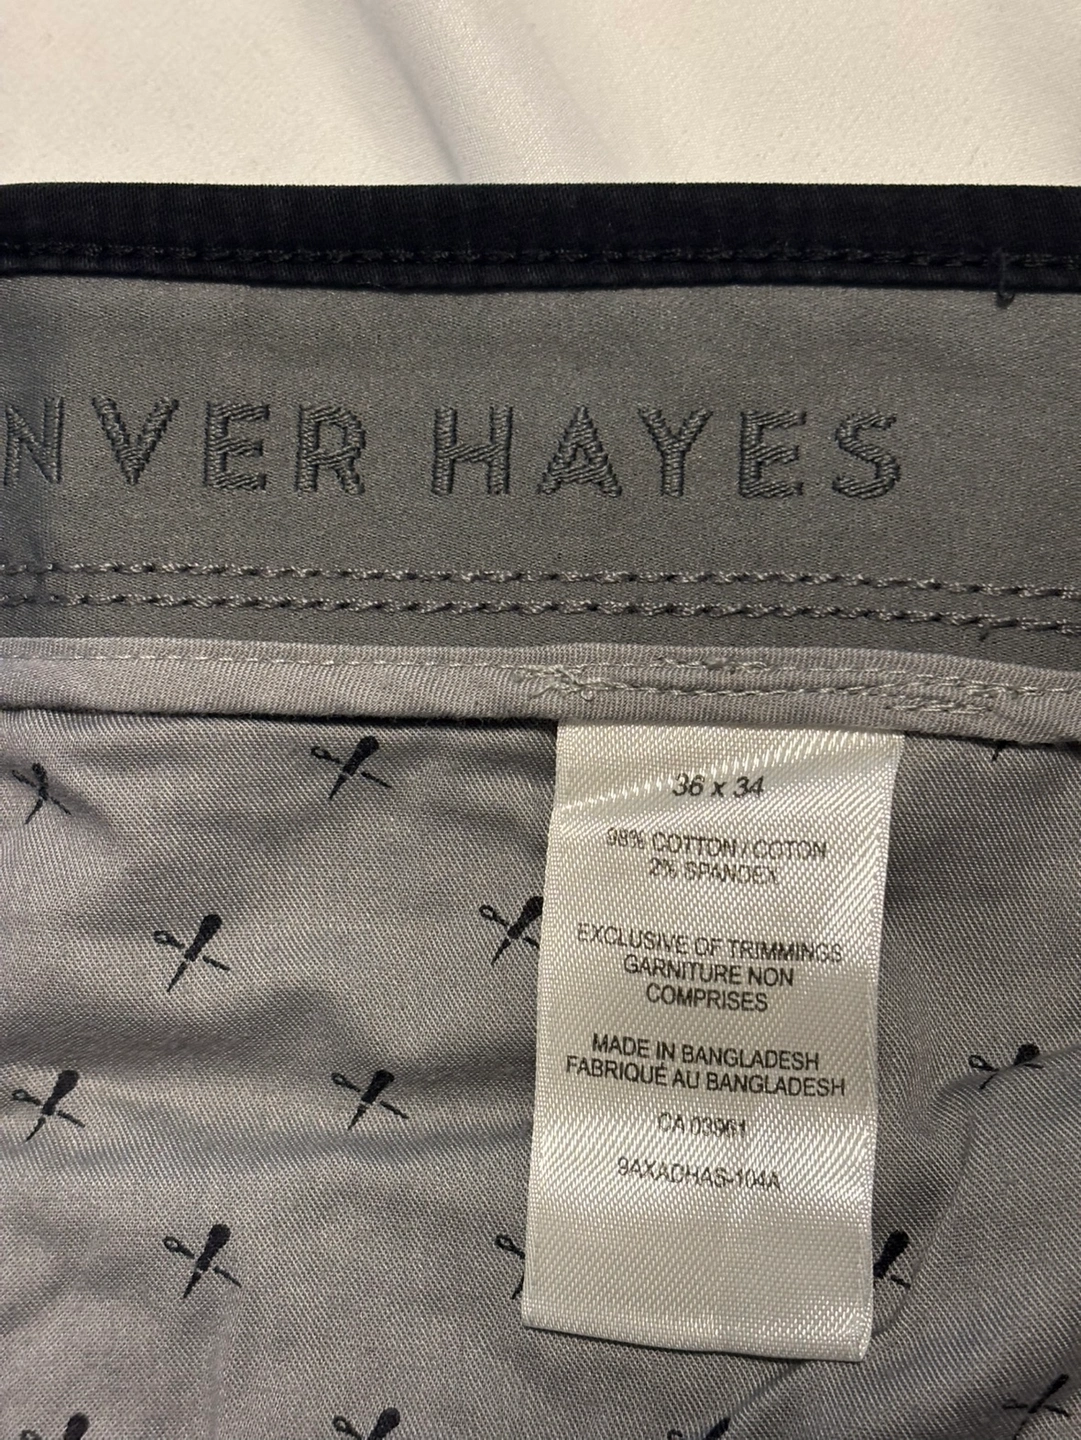 NVER HAYES
36 x 34
98% COTTON / COTON
2% SPANDEX
EXCLUSIVE OF TRIMMINGS
GARNITURE NON
COMPRISES
MADE IN BANGLADESH
FABRIQUÉ AU BANGLADESH
CA 03961
9AXADHAS-104A